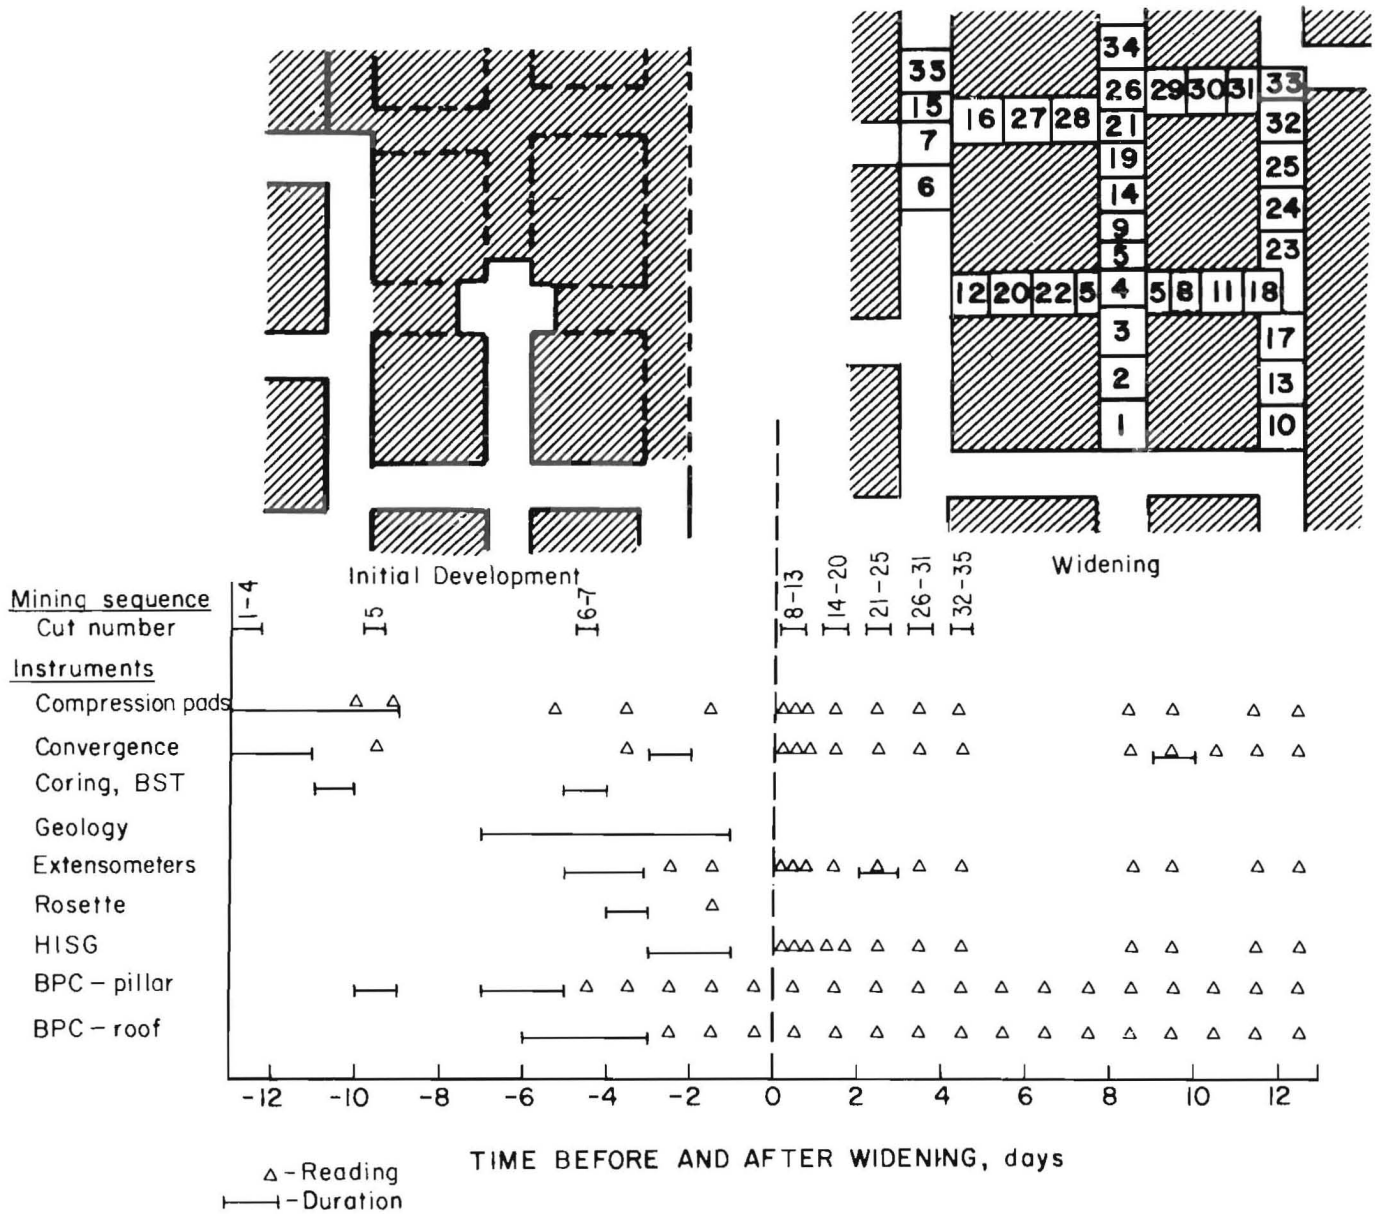 34
35 26 29 30 31 33
15 16 27 28 21 32
7 19 25
6 14 24
9 23
5
12 20 22 5 4 5 8 11 18
3 17
2 13
1 10
Initial Development
Widening
Mining sequence
Cut number
1-4 5 6-7 8-13 14-20 21-25 26-31 32-35
Instruments
Compression pads
Convergence
Coring, BST
Geology
Extensometers
Rosette
HISG
BPC-pillar
BPC-roof
-12 -10 -8 -6 -4 -2 0 2 4 6 8 10 12
TIME BEFORE AND AFTER WIDENING, days
△-Reading
-Duration